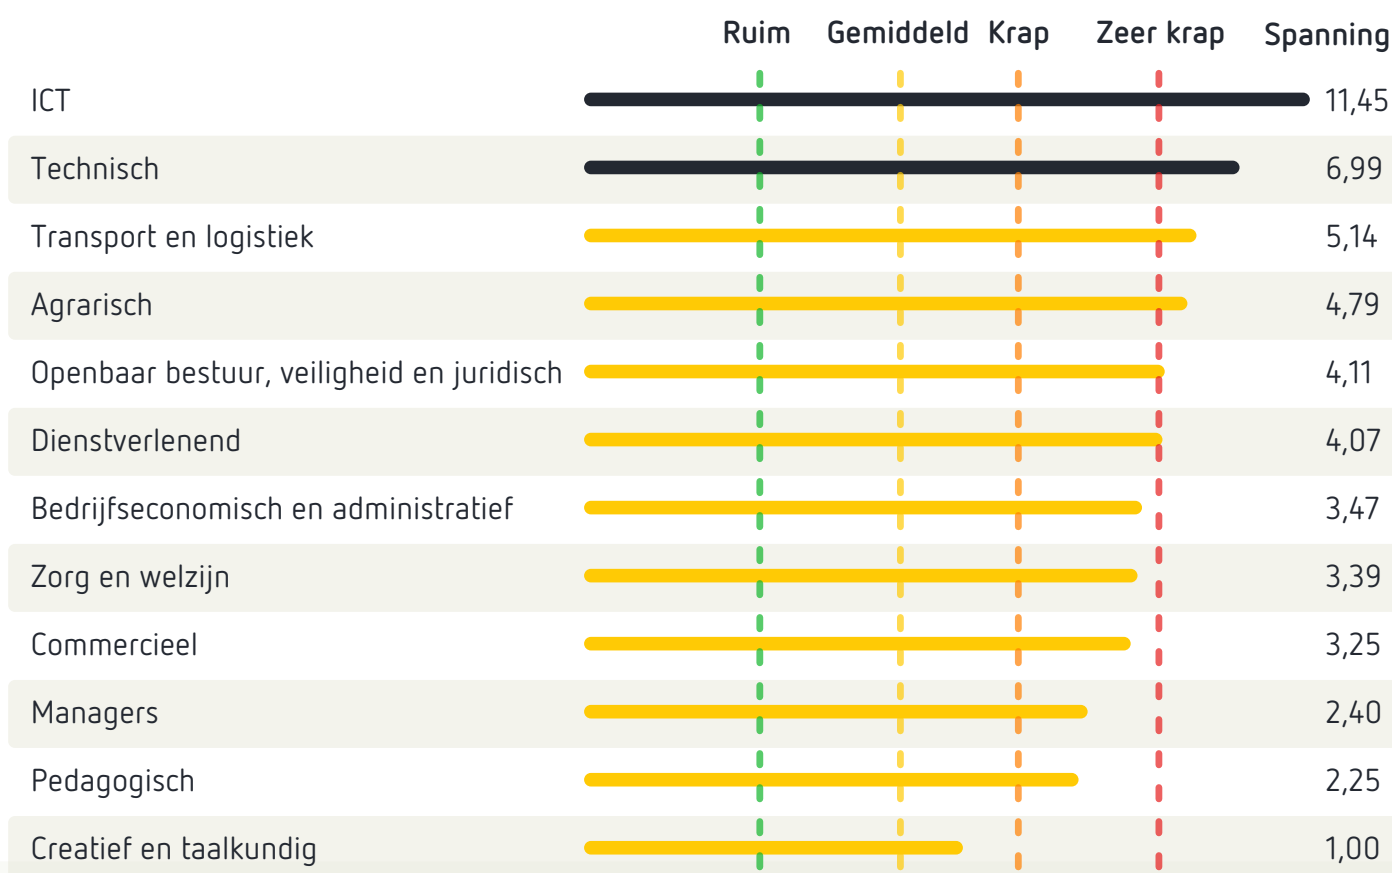 Ruim Gemiddeld Krap Zeer krap Spanning
ICT 11,45
Technisch 6,99
Transport en logistiek 5,14
Agrarisch 4,79
Openbaar bestuur, veiligheid en juridisch 4,11
Dienstverlenend 4,07
Bedrijfseconomisch en administratief 3,47
Zorg en welzijn 3,39
Commercieel 3,25
Managers 2,40
Pedagogisch 2,25
Creatief en taalkundig 1,00